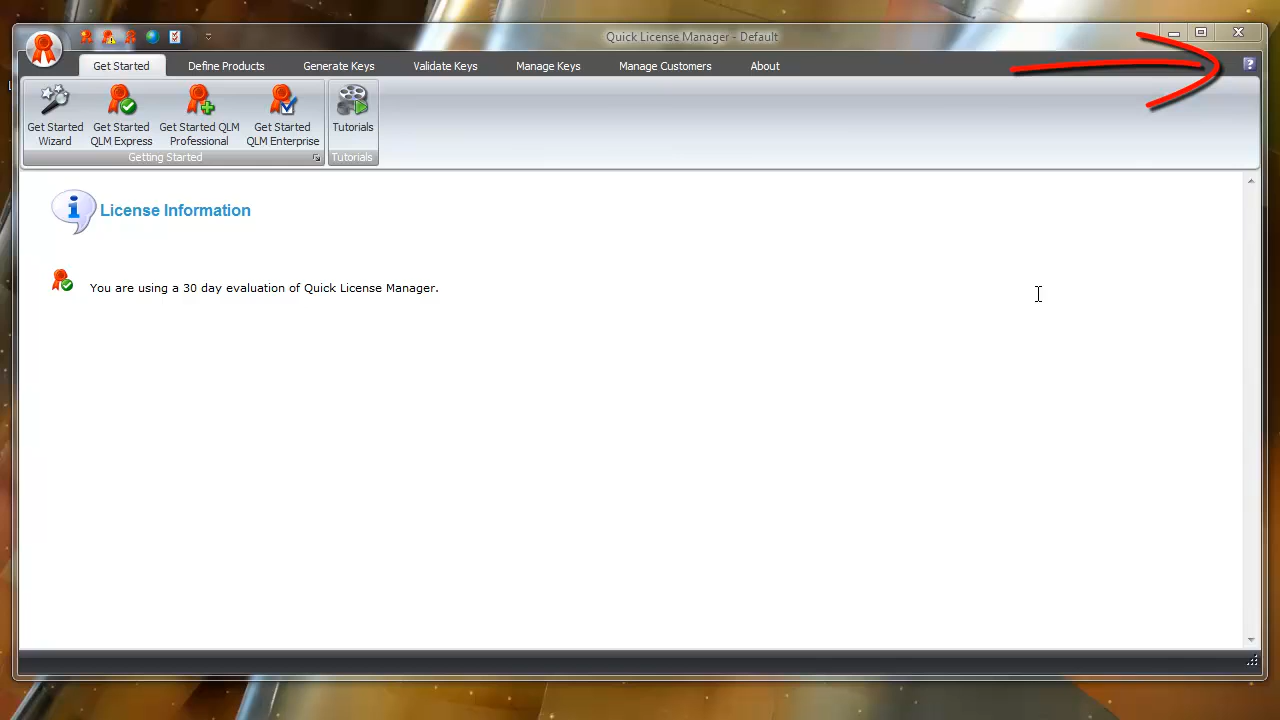 Quick License Manager - Default
Get Started Define Products Generate Keys Validate Keys Manage Keys Manage Customers About
Get Started Wizard
Get Started QLM Express
Get Started QLM Professional
Get Started QLM Enterprise
Tutorials
Getting Started Tutorials
License Information
You are using a 30 day evaluation of Quick License Manager.